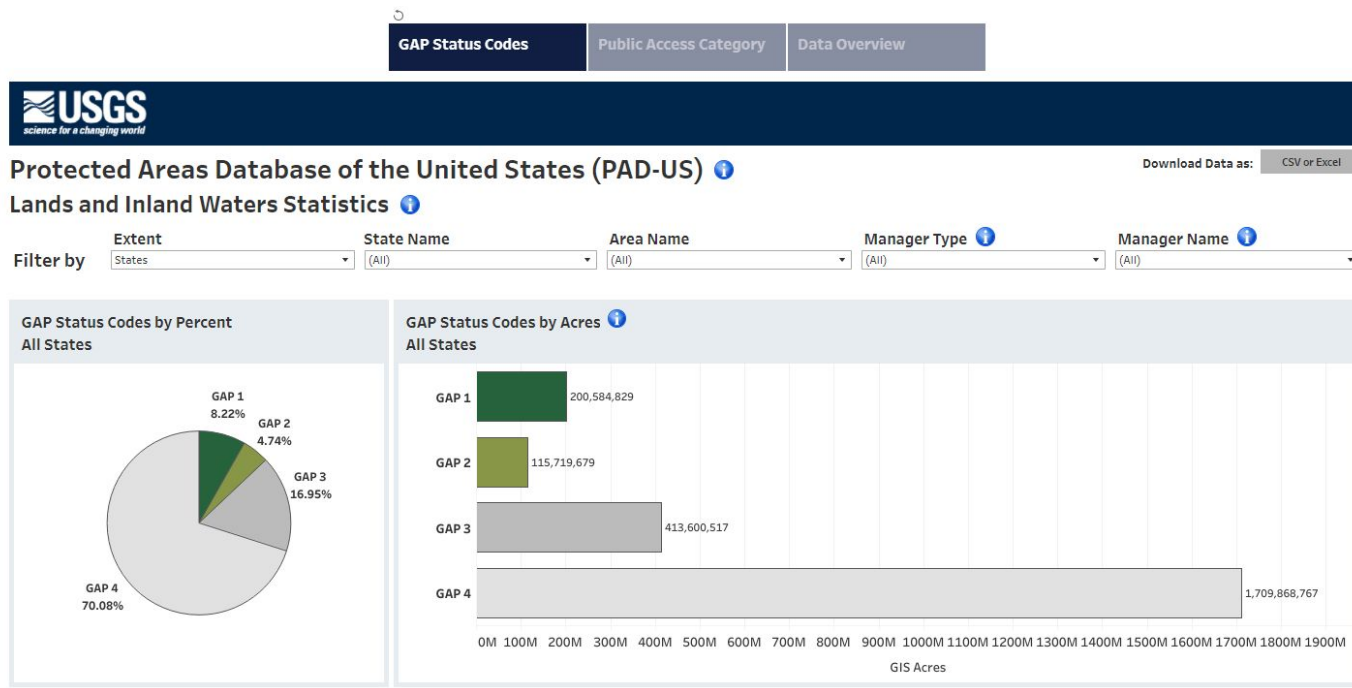 GAP Status Codes
Public Access Category
Data Overview
USGS
science for a changing world
Protected Areas Database of the United States (PAD-US)
Download Data as:
CSV or Excel
Lands and Inland Waters Statistics
Filter by
Extent
States
State Name
(All)
Area Name
(All)
Manager Type
(All)
Manager Name
(All)
GAP Status Codes by Percent
All States
GAP 1
8.22%
GAP 2
4.74%
GAP 3
16.95%
GAP 4
70.08%
GAP Status Codes by Acres
All States
GAP 1
200,584,829
GAP 2
115,719,679
GAP 3
413,600,517
GAP 4
1,709,868,767
0M 100M 200M 300M 400M 500M 600M 700M 800M 900M 1000M 1100M 1200M 1300M 1400M 1500M 1600M 1700M 1800M 1900M
GIS Acres